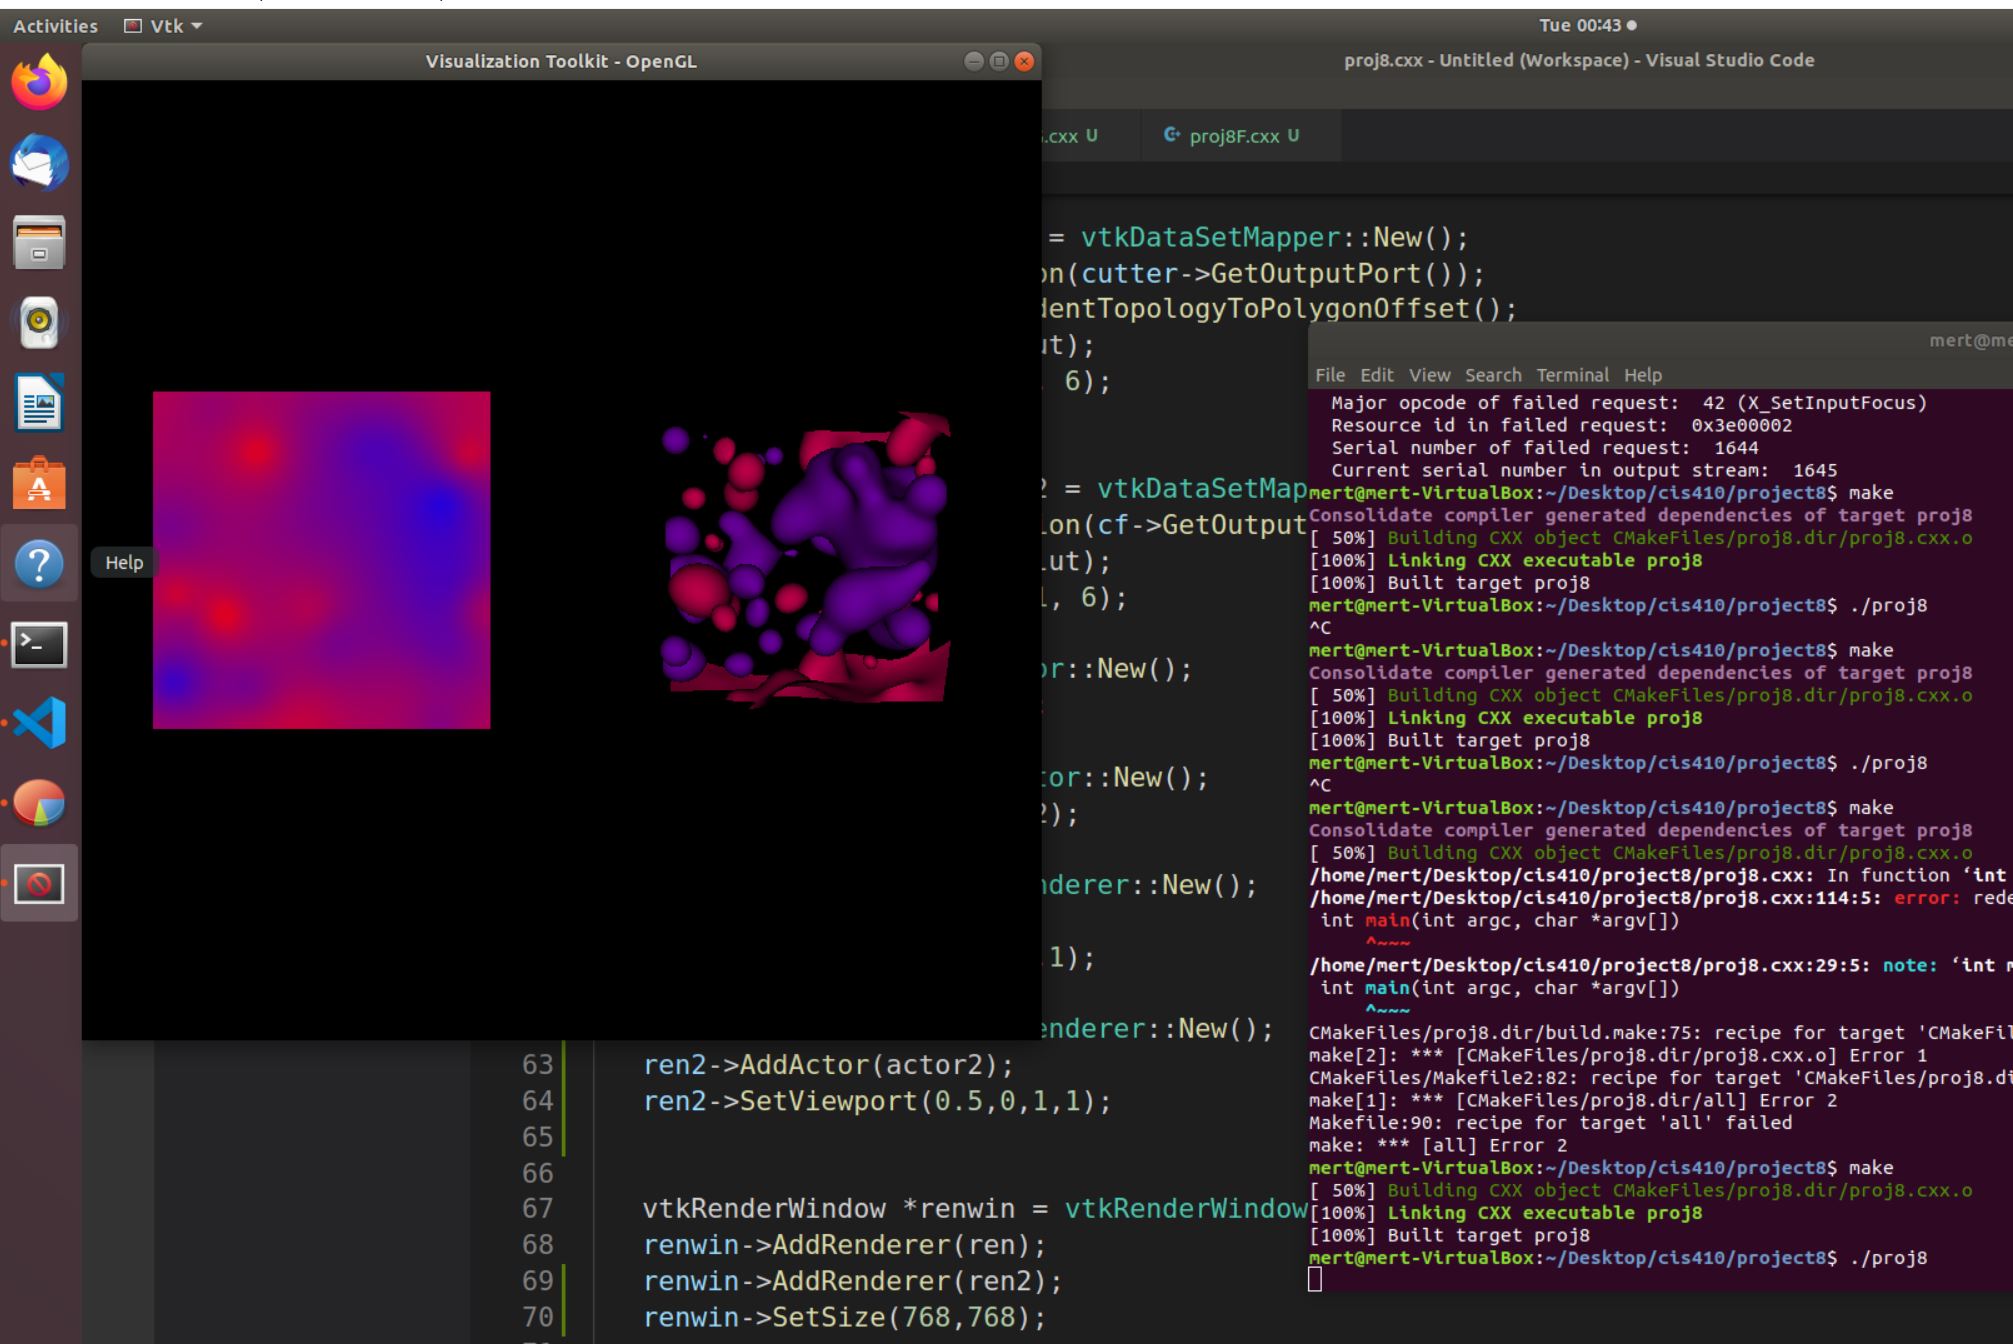 Activities Vtk Tue 00:43
Visualization Toolkit - OpenGL
Help
proj8.cxx - Untitled (Workspace) - Visual Studio Code
.cxx U proj8F.cxx U
= vtkDataSetMapper::New();
on(cutter->GetOutputPort());
dentTopologyToPolygonOffset();
ut);
6);
= vtkDataSetMap
ion(cf->GetOutput
lut);
, 6);
or::New();
tor::New();
2);
nderer::New();
1);
enderer::New();
63 ren2->AddActor(actor2);
64 ren2->SetViewport(0.5,0,1,1);
65
66
67 vtkRenderWindow *renwin = vtkRenderWindow
68 renwin->AddRenderer(ren);
69 renwin->AddRenderer(ren2);
70 renwin->SetSize(768,768);
mert@me
File Edit View Search Terminal Help
Major opcode of failed request: 42 (X_SetInputFocus)
Resource id in failed request: 0x3e00002
Serial number of failed request: 1644
Current serial number in output stream: 1645
mert@mert-VirtualBox:~/Desktop/cis410/project8$ make
Consolidate compiler generated dependencies of target proj8
[ 50%] Building CXX object CMakeFiles/proj8.dir/proj8.cxx.o
[100%] Linking CXX executable proj8
[100%] Built target proj8
mert@mert-VirtualBox:~/Desktop/cis410/project8$ ./proj8
^C
mert@mert-VirtualBox:~/Desktop/cis410/project8$ make
Consolidate compiler generated dependencies of target proj8
[ 50%] Building CXX object CMakeFiles/proj8.dir/proj8.cxx.o
[100%] Linking CXX executable proj8
[100%] Built target proj8
mert@mert-VirtualBox:~/Desktop/cis410/project8$ ./proj8
^C
mert@mert-VirtualBox:~/Desktop/cis410/project8$ make
Consolidate compiler generated dependencies of target proj8
[ 50%] Building CXX object CMakeFiles/proj8.dir/proj8.cxx.o
/home/mert/Desktop/cis410/project8/proj8.cxx: In function ‘int
/home/mert/Desktop/cis410/project8/proj8.cxx:114:5: error: rede
int main(int argc, char *argv[])
^~~~
/home/mert/Desktop/cis410/project8/proj8.cxx:29:5: note: ‘int m
int main(int argc, char *argv[])
^~~~
CMakeFiles/proj8.dir/build.make:75: recipe for target 'CMakeFil
make[2]: *** [CMakeFiles/proj8.dir/proj8.cxx.o] Error 1
CMakeFiles/Makefile2:82: recipe for target 'CMakeFiles/proj8.di
make[1]: *** [CMakeFiles/proj8.dir/all] Error 2
Makefile:90: recipe for target 'all' failed
make: *** [all] Error 2
mert@mert-VirtualBox:~/Desktop/cis410/project8$ make
[ 50%] Building CXX object CMakeFiles/proj8.dir/proj8.cxx.o
[100%] Linking CXX executable proj8
[100%] Built target proj8
mert@mert-VirtualBox:~/Desktop/cis410/project8$ ./proj8